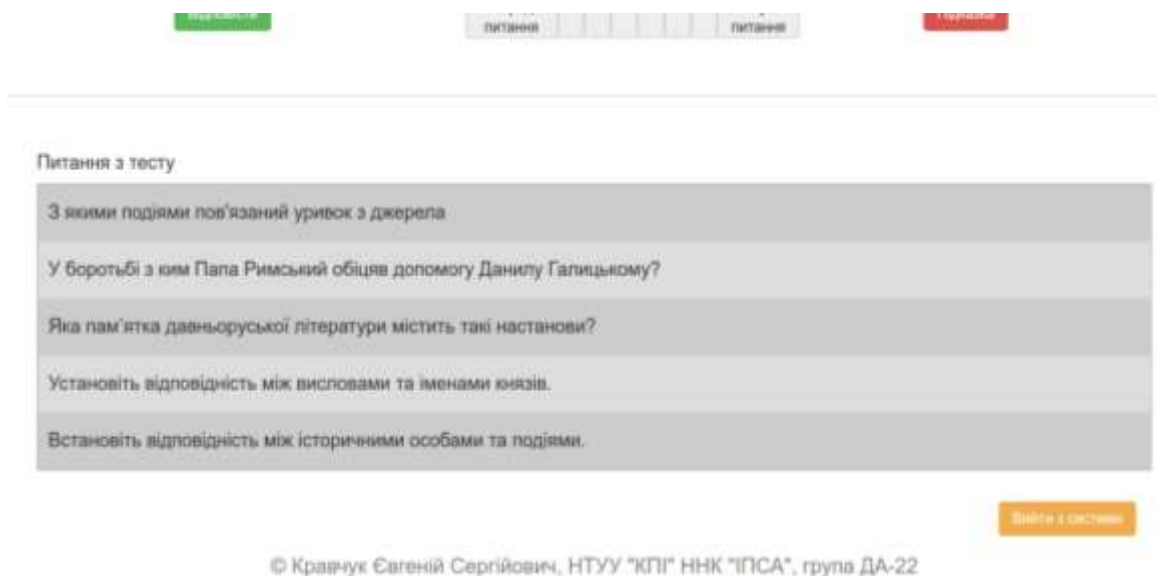 питання
питання
Питання з тесту
З якими подіями пов'язаний уривок з джерела
У боротьбі з ким Папа Римський обіцяв допомогу Данилу Галицькому?
Яка пам'ятка давньоруської літератури містить такі настанови?
Установіть відповідність між висловами та іменами князів.
Встановіть відповідність між історичними особами та подіями.
Вийти з системи
© Кравчук Євгеній Сергійович, НТУУ "КПІ" ННК "ІПСА", група ДА-22